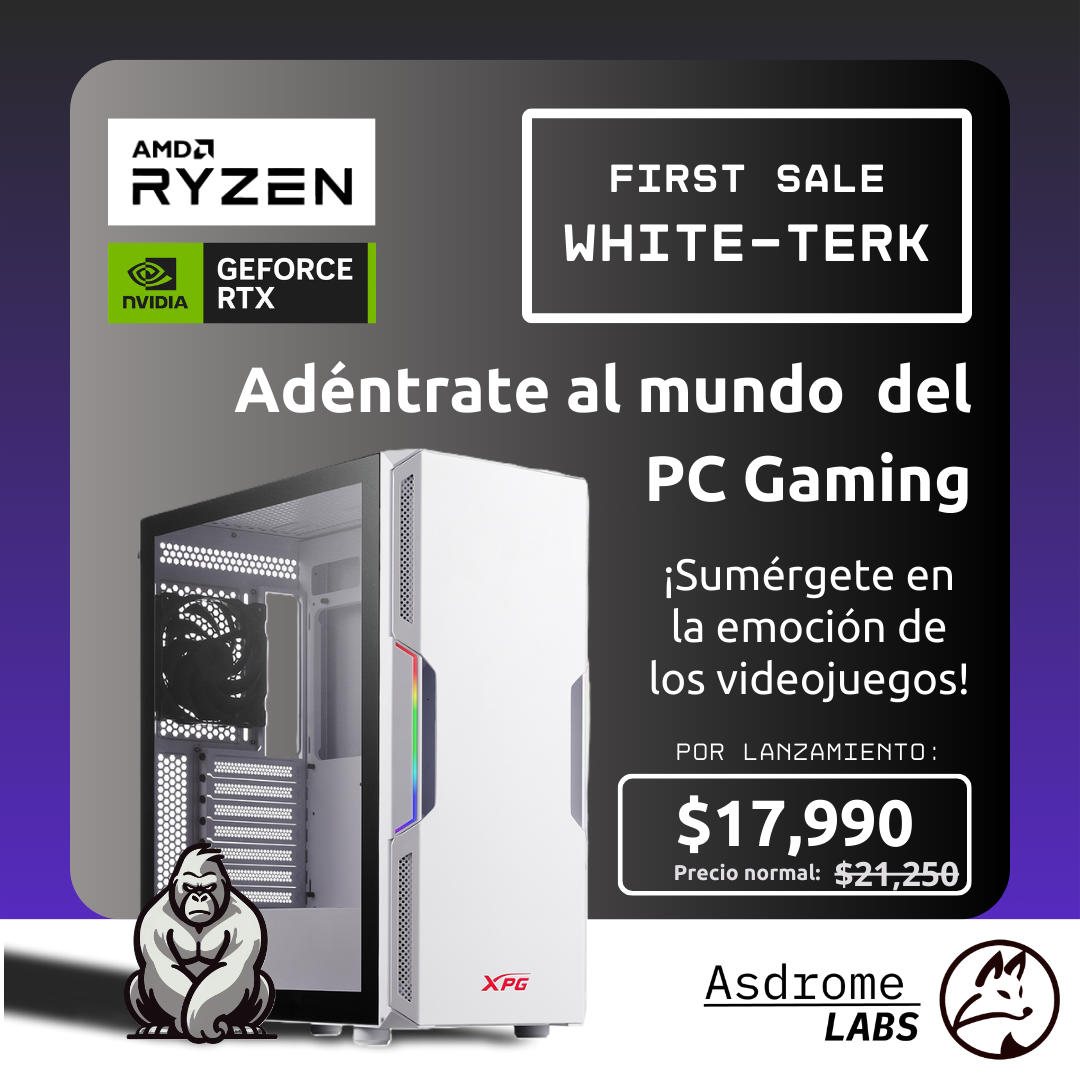 AMD
RYZEN
NVIDIA
GEFORCE
RTX
FIRST SALE
WHITE-TERK
Adéntrate al mundo del
PC Gaming
¡Sumérgete en
la emoción de
los videojuegos!
POR LANZAMIENTO:
$17,990
Precio normal: $21,250
XPG
Asdrome
LABS